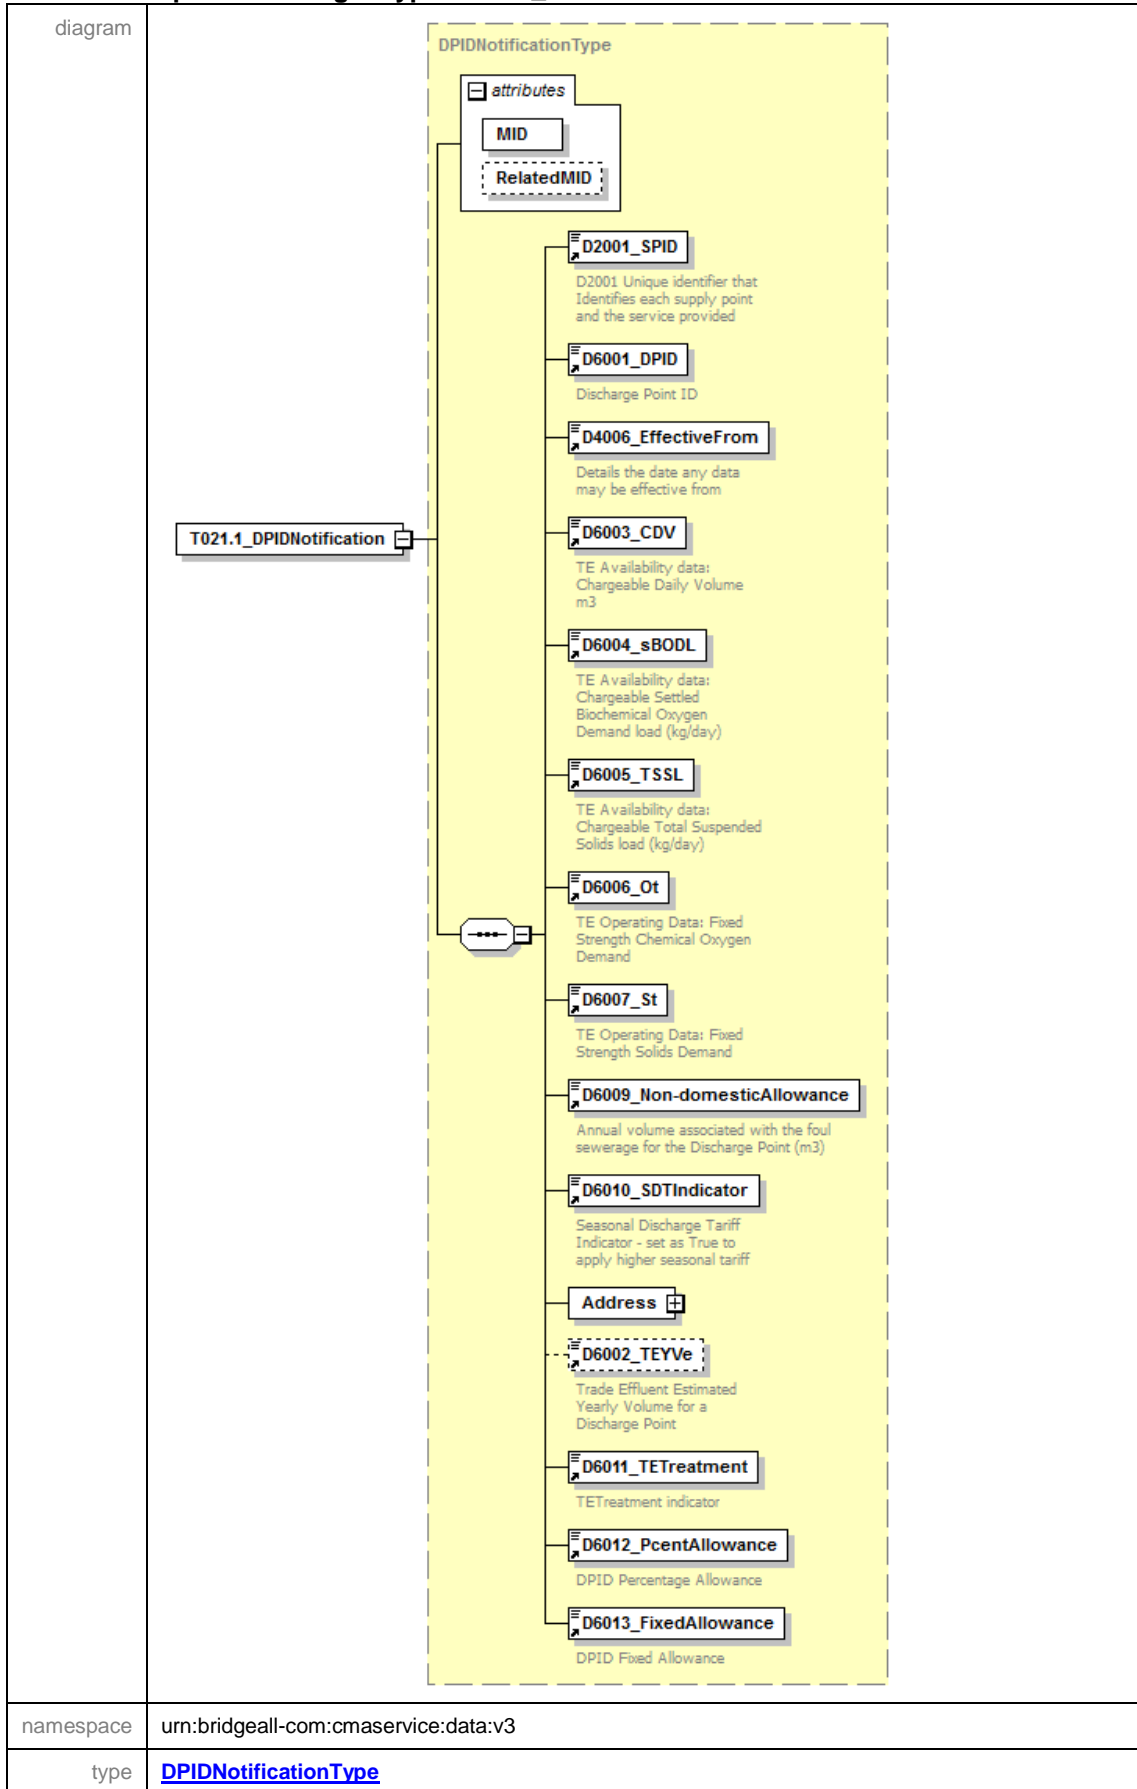 diagram
DPIDNotificationType
attributes
MID
RelatedMID
D2001_SPID
D2001 Unique identifier that
Identifies each supply point
and the service provided
D6001_DPID
Discharge Point ID
D4006_EffectiveFrom
Details the date any data
may be effective from
T021.1_DPIDNotification
D6003_CDV
TE Availability data:
Chargeable Daily Volume
m3
D6004_sBODL
TE Availability data:
Chargeable Settled
Biochemical Oxygen
Demand load (kg/day)
D6005_TSSL
TE Availability data:
Chargeable Total Suspended
Solids load (kg/day)
D6006_Ot
TE Operating Data: Fixed
Strength Chemical Oxygen
Demand
D6007_St
TE Operating Data: Fixed
Strength Solids Demand
D6009_Non-domesticAllowance
Annual volume associated with the foul
sewerage for the Discharge Point (m3)
D6010_SDTIndicator
Seasonal Discharge Tariff
Indicator - set as True to
apply higher seasonal tariff
Address
D6002_TEYVe
Trade Effluent Estimated
Yearly Volume for a
Discharge Point
D6011_TETreatment
TETreatment indicator
D6012_PcentAllowance
DPID Percentage Allowance
D6013_FixedAllowance
DPID Fixed Allowance
namespace urn:bridgeall-com:cmaservice:data:v3
type DPIDNotificationType